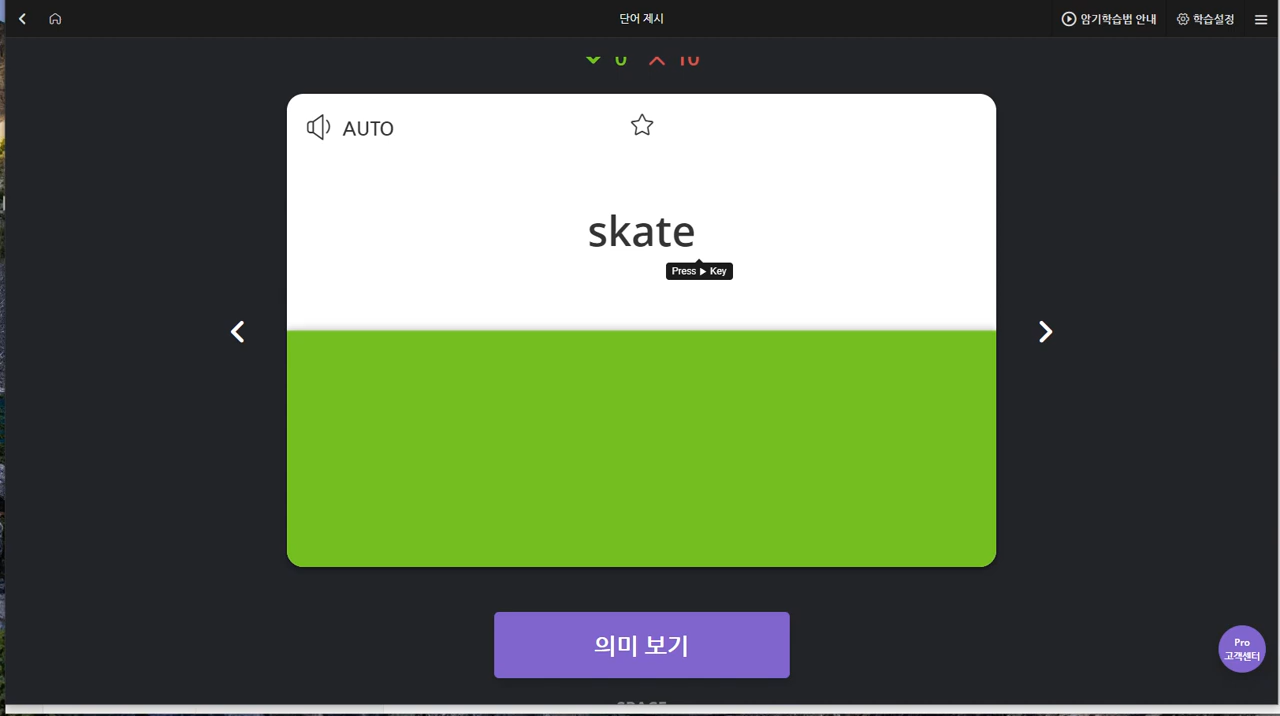 단어 제시
암기학습법 안내
학습설정
AUTO
skate
Press ▶ Key
의미 보기
Pro
고객센터